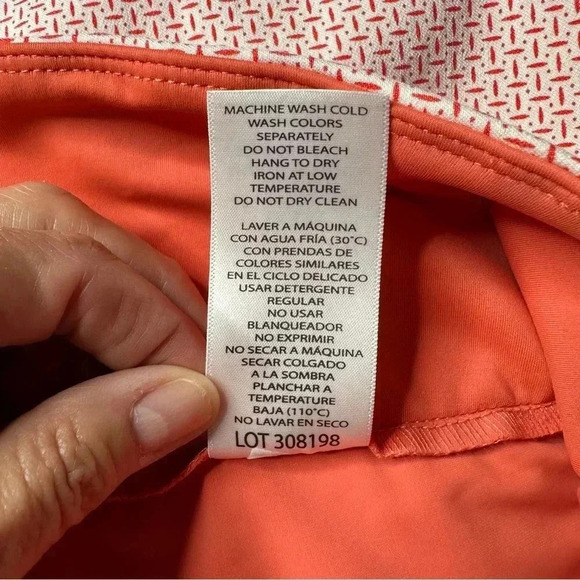 MACHINE WASH COLD
WASH COLORS
SEPARATELY
DO NOT BLEACH
HANG TO DRY
IRON AT LOW
TEMPERATURE
DO NOT DRY CLEAN
LAVER A MÁQUINA
CON AGUA FRÍA (30˚C)
CON PRENDAS DE
COLORES SIMILARES
EN EL CICLO DELICADO
USAR DETERGENTE
REGULAR
NO USAR
BLANQUEADOR
NO EXPRIMIR
NO SECAR A MÁQUINA
SECAR COLGADO
A LA SOMBRA
PLANCHAR A
TEMPERATURE
BAJA (110˚C)
NO LAVAR EN SECO
LOT 308198